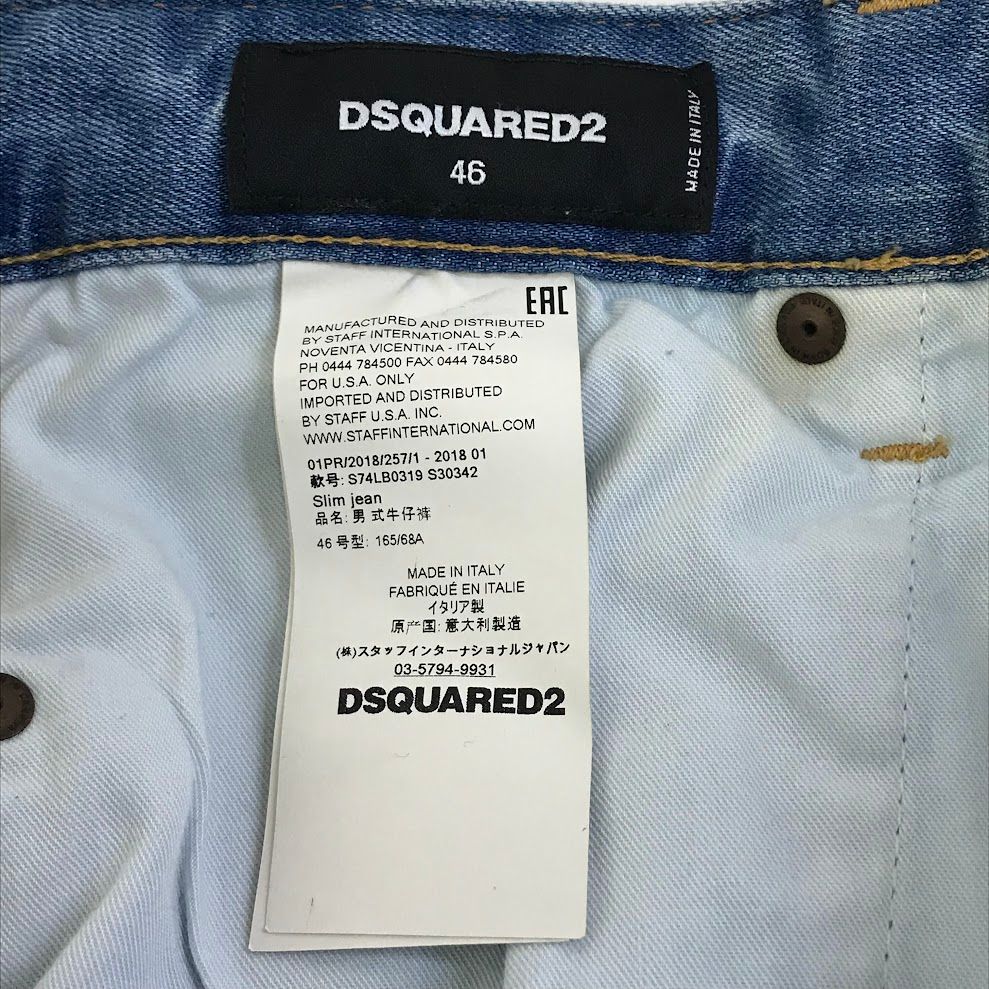 DSQUARED2
46
MADE IN ITALY
EAC
MANUFACTURED AND DISTRIBUTED
BY STAFF INTERNATIONAL S.P.A.
NOVENTA VICENTINA - ITALY
PH 0444 784500 FAX 0444 784580
FOR U.S.A. ONLY
IMPORTED AND DISTRIBUTED
BY STAFF U.S.A. INC.
WWW.STAFFINTERNATIONAL.COM
01PR/2018/257/1 - 2018 01
款号: S74LB0319 S30342
Slim jean
品名: 男式牛仔裤
46 号型: 165/68A
MADE IN ITALY
FABRIQUÉ EN ITALIE
イタリア製
原产国: 意大利製造
(株)スタッフインターナショナルジャパン
03-5794-9931
DSQUARED2